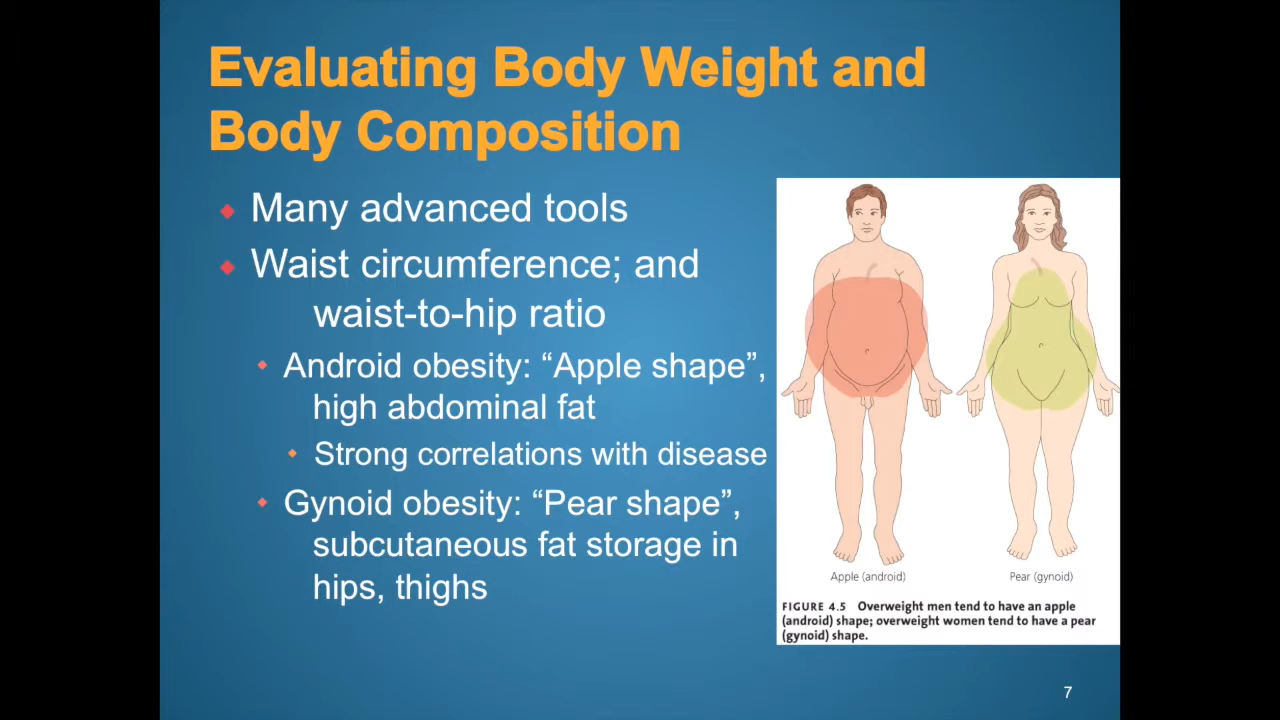 Evaluating Body Weight and
Body Composition
Many advanced tools
Waist circumference; and
waist-to-hip ratio
Android obesity: “Apple shape”,
high abdominal fat
Strong correlations with disease
Gynoid obesity: “Pear shape”,
subcutaneous fat storage in
hips, thighs
Apple (android)
Pear (gynoid)
FIGURE 4.5 Overweight men tend to have an apple
(android) shape; overweight women tend to have a pear
(gynoid) shape.
7